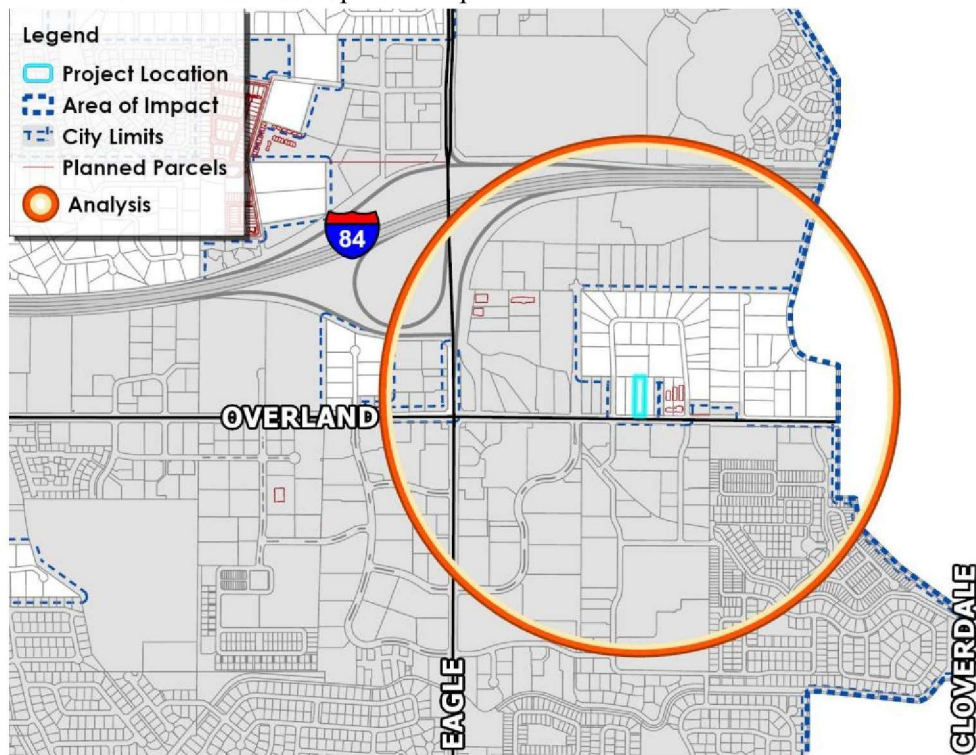 Legend
Project Location
Area of Impact
City Limits
Planned Parcels
Analysis
84
OVERLAND
EAGLE
CLOVERDALE